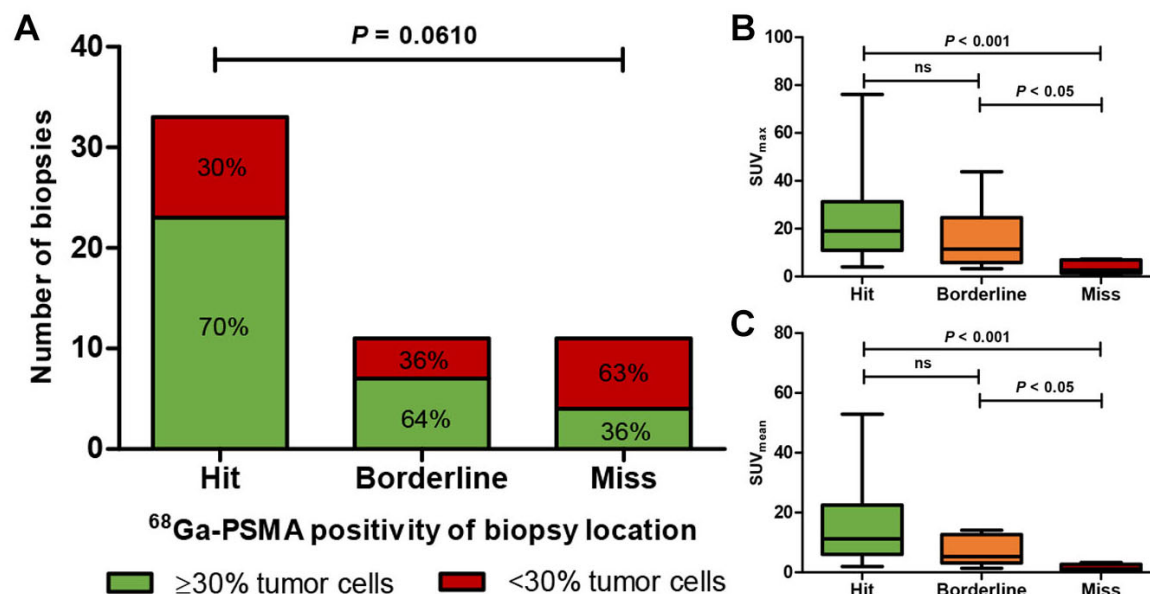 A
P = 0.0610
40
30
20
10
0
Number of biopsies
30%
70%
36%
64%
63%
36%
Hit Borderline Miss
68Ga-PSMA positivity of biopsy location
≥30% tumor cells <30% tumor cells
B
100
80
60
40
20
0
SUVmax
P < 0.001
ns
P < 0.05
Hit Borderline Miss
C
80
60
40
20
0
SUVmean
P < 0.001
ns
P < 0.05
Hit Borderline Miss